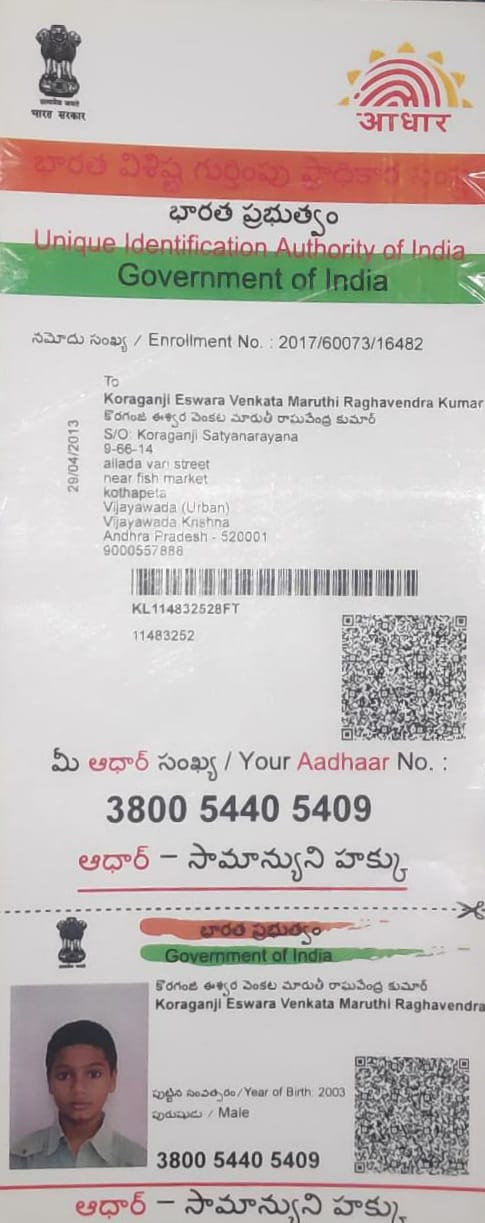 सत्यमेव जयते
भारत सरकार
आधार
భారత విశిష్ట గుర్తింపు ప్రాధికార సంస్థ
భారత ప్రభుత్వం
Unique Identification Authority of India
Government of India
నమోదు సంఖ్య / Enrollment No. : 2017/60073/16482
To
Koraganji Eswara Venkata Maruthi Raghavendra Kumar
కొరగంజి ఈశ్వర వెంకట మారుతీ రాఘవేంద్ర కుమార్
S/O: Koraganji Satyanarayana
9-66-14
allada vari street
near fish market
kothapeta
Vijayawada (Urban)
Vijayawada Krishna
Andhra Pradesh - 520001
9000557888
29/04/2013
KL114832528FT
11483252
మీ ఆధార్ సంఖ్య / Your Aadhaar No. :
3800 5440 5409
ఆధార్ – సామాన్యుని హక్కు
భారత ప్రభుత్వం
Government of India
కొరగంజి ఈశ్వర వెంకట మారుతీ రాఘవేంద్ర కుమార్
Koraganji Eswara Venkata Maruthi Raghavendra
పుట్టిన సంవత్సరం/Year of Birth: 2003
పురుషుడు / Male
3800 5440 5409
ఆధార్ – సామాన్యుని హక్కు